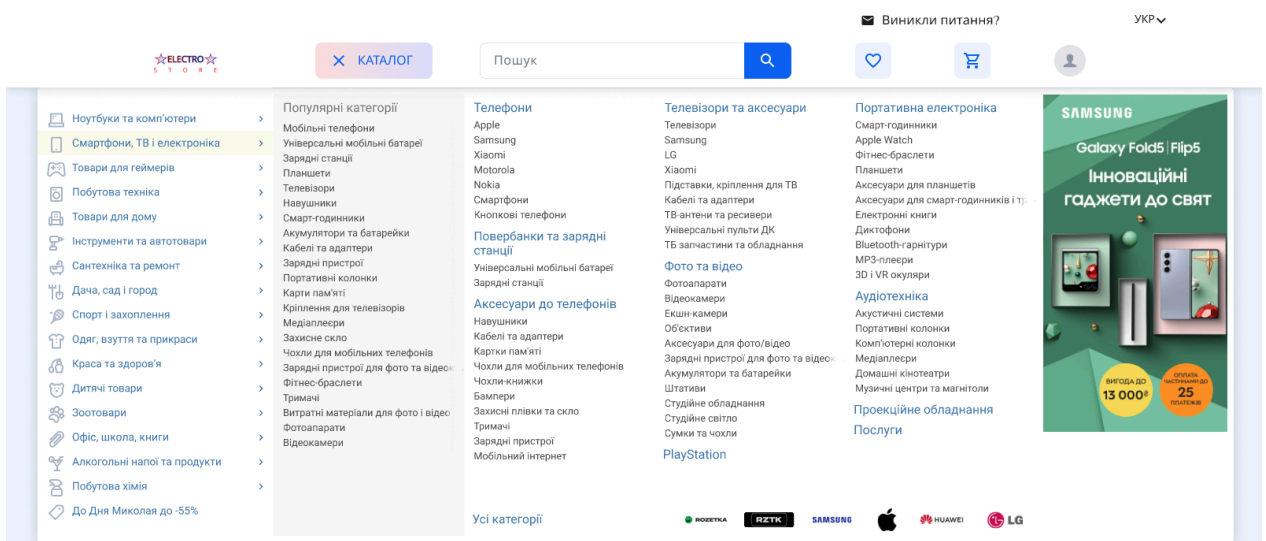 Виникли питання?
УКР
ELECTRO
STORE
КАТАЛОГ
Пошук
Ноутбуки та комп'ютери
Смартфони, ТВ і електроніка
Товари для геймерів
Побутова техніка
Товари для дому
Інструменти та автотовари
Сантехніка та ремонт
Дача, сад і город
Спорт і захоплення
Одяг, взуття та прикраси
Краса та здоров'я
Дитячі товари
Зоотовари
Офіс, школа, книги
Алкогольні напої та продукти
Побутова хімія
До Дня Миколая до -55%
Популярні категорії
Мобільні телефони
Універсальні мобільні батареї
Зарядні станції
Планшети
Телевізори
Навушники
Смарт-годинники
Акумулятори та батарейки
Кабелі та адаптери
Зарядні пристрої
Портативні колонки
Карти пам'яті
Кріплення для телевізорів
Медіаплеєри
Захисне скло
Чохли для мобільних телефонів
Зарядні пристрої для фото та відеок
Фітнес-браслети
Тримачі
Витратні матеріали для фото і відео
Фотоапарати
Відеокамери
Телефони
Apple
Samsung
Xiaomi
Motorola
Nokia
Смартфони
Кнопкові телефони
Повербанки та зарядні
станції
Універсальні мобільні батареї
Зарядні станції
Аксесуари до телефонів
Навушники
Кабелі та адаптери
Картки пам'яті
Чохли для мобільних телефонів
Чохли-книжки
Бампери
Захисні плівки та скло
Тримачі
Зарядні пристрої
Мобільний інтернет
Телевізори та аксесуари
Телевізори
Samsung
LG
Xiaomi
Підставки, кріплення для ТВ
Кабелі та адаптери
ТВ-антени та ресивери
Універсальні пульти ДК
ТБ запчастини та обладнання
Фото та відео
Фотоапарати
Відеокамери
Екшн-камери
Об'єктиви
Аксесуари для фото/відео
Зарядні пристрої для фото та відеок
Акумулятори та батарейки
Штативи
Студійне обладнання
Студійне світло
Сумки та чохли
PlayStation
Портативна електроніка
Смарт-годинники
Apple Watch
Фітнес-браслети
Планшети
Аксесуари для планшетів
Аксесуари для смарт-годинників і тр
Електронні книги
Диктофони
Bluetooth-гарнітури
MP3-плеєри
3D і VR окуляри
Аудіотехніка
Акустичні системи
Портативні колонки
Комп'ютерні колонки
Медіаплеєри
Домашні кінотеатри
Музичні центри та магнітоли
Проекційне обладнання
Послуги
SAMSUNG
Galaxy Fold5 | Flip5
Інноваційні
гаджети до свят
ВИГОДА ДО
13 000₴
ОПЛАТА
ЧАСТИНАМИ ДО
25
ПЛАТЕЖІВ
Усі категорії
ROZETKA
RZTK
SAMSUNG
HUAWEI
LG